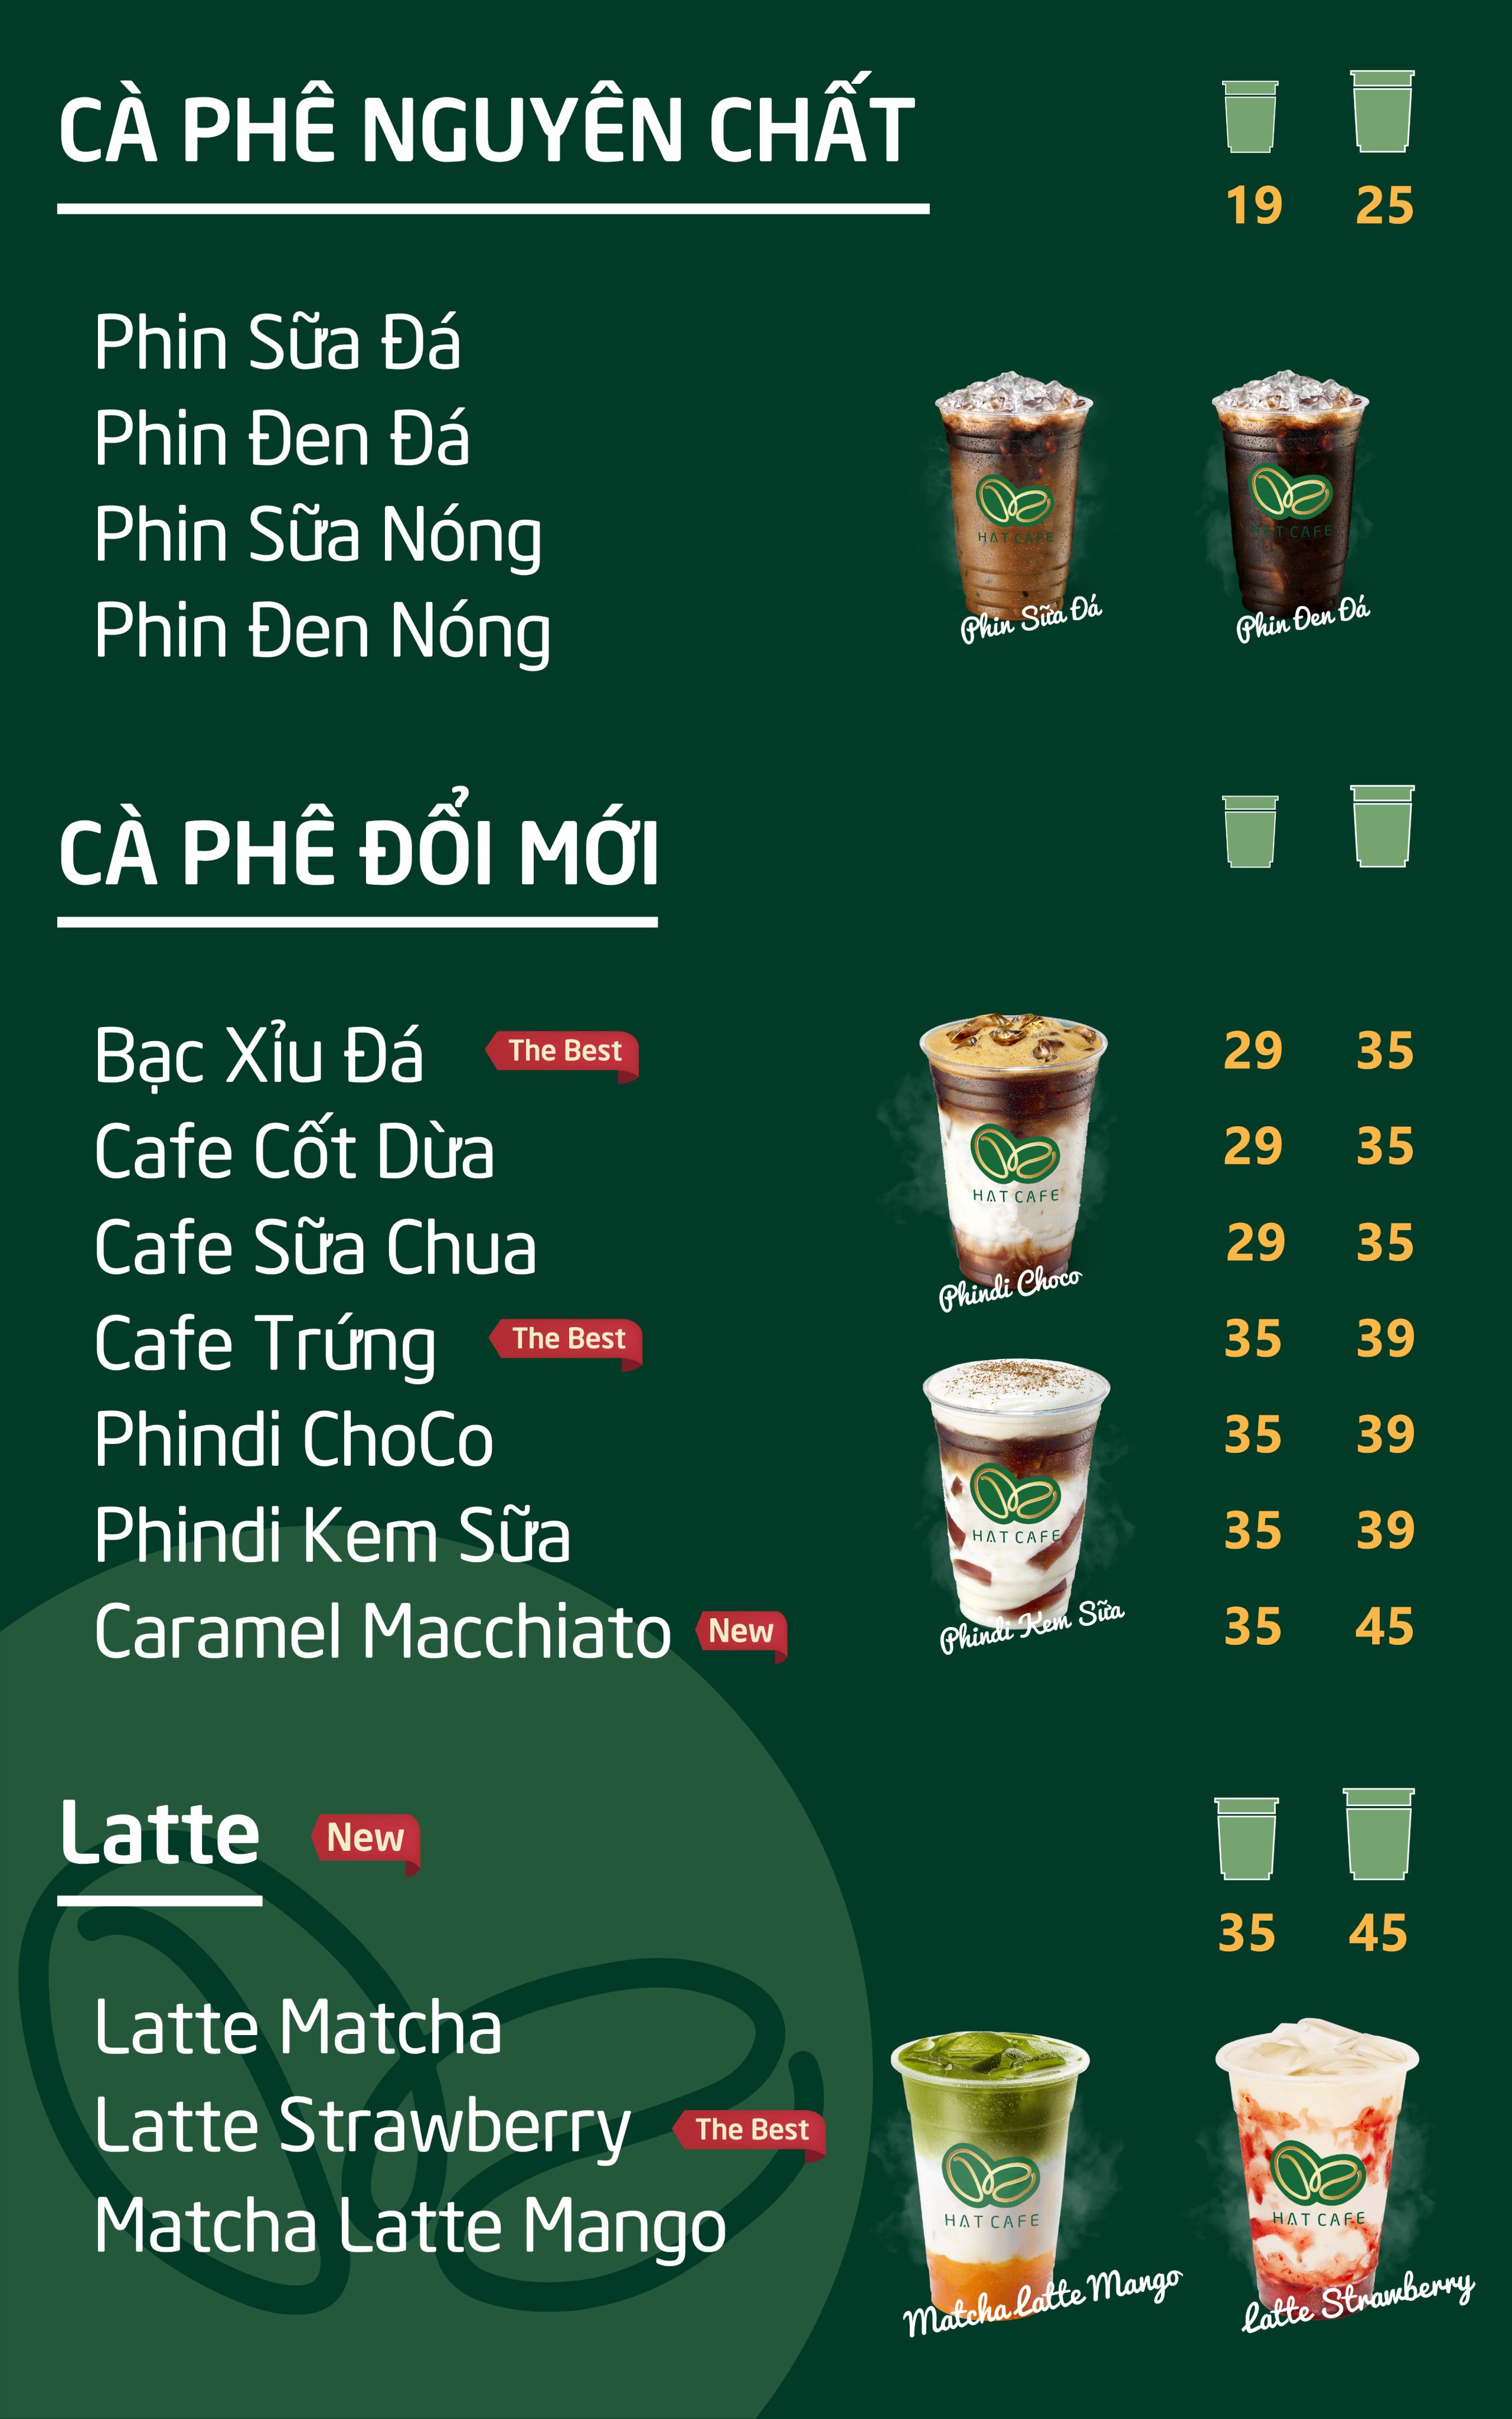 CÀ PHÊ NGUYÊN CHẤT
19 25
Phin Sữa Đá
Phin Đen Đá
Phin Sữa Nóng
Phin Đen Nóng
HAT CAFE
HAT CAFE
Phin Sữa Đá
Phin Đen Đá
CÀ PHÊ ĐỔI MỚI
Bạc Xỉu Đá The Best 29 35
Cafe Cốt Dừa 29 35
HAT CAFE
Cafe Sữa Chua 29 35
Phindi Choco
Cafe Trứng The Best 35 39
Phindi ChoCo 35 39
Phindi Kem Sữa 35 39
HAT CAFE
Caramel Macchiato New 35 45
Phindi Kem Sữa
Latte New
35 45
Latte Matcha
Latte Strawberry The Best
Matcha Latte Mango
HAT CAFE
HAT CAFE
Matcha Latte Mango
Latte Strawberry